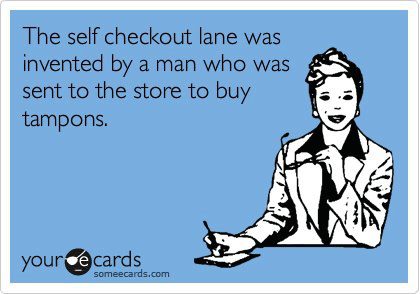 The self checkout lane was
invented by a man who was
sent to the store to buy
tampons.
your e cards
someecards.com